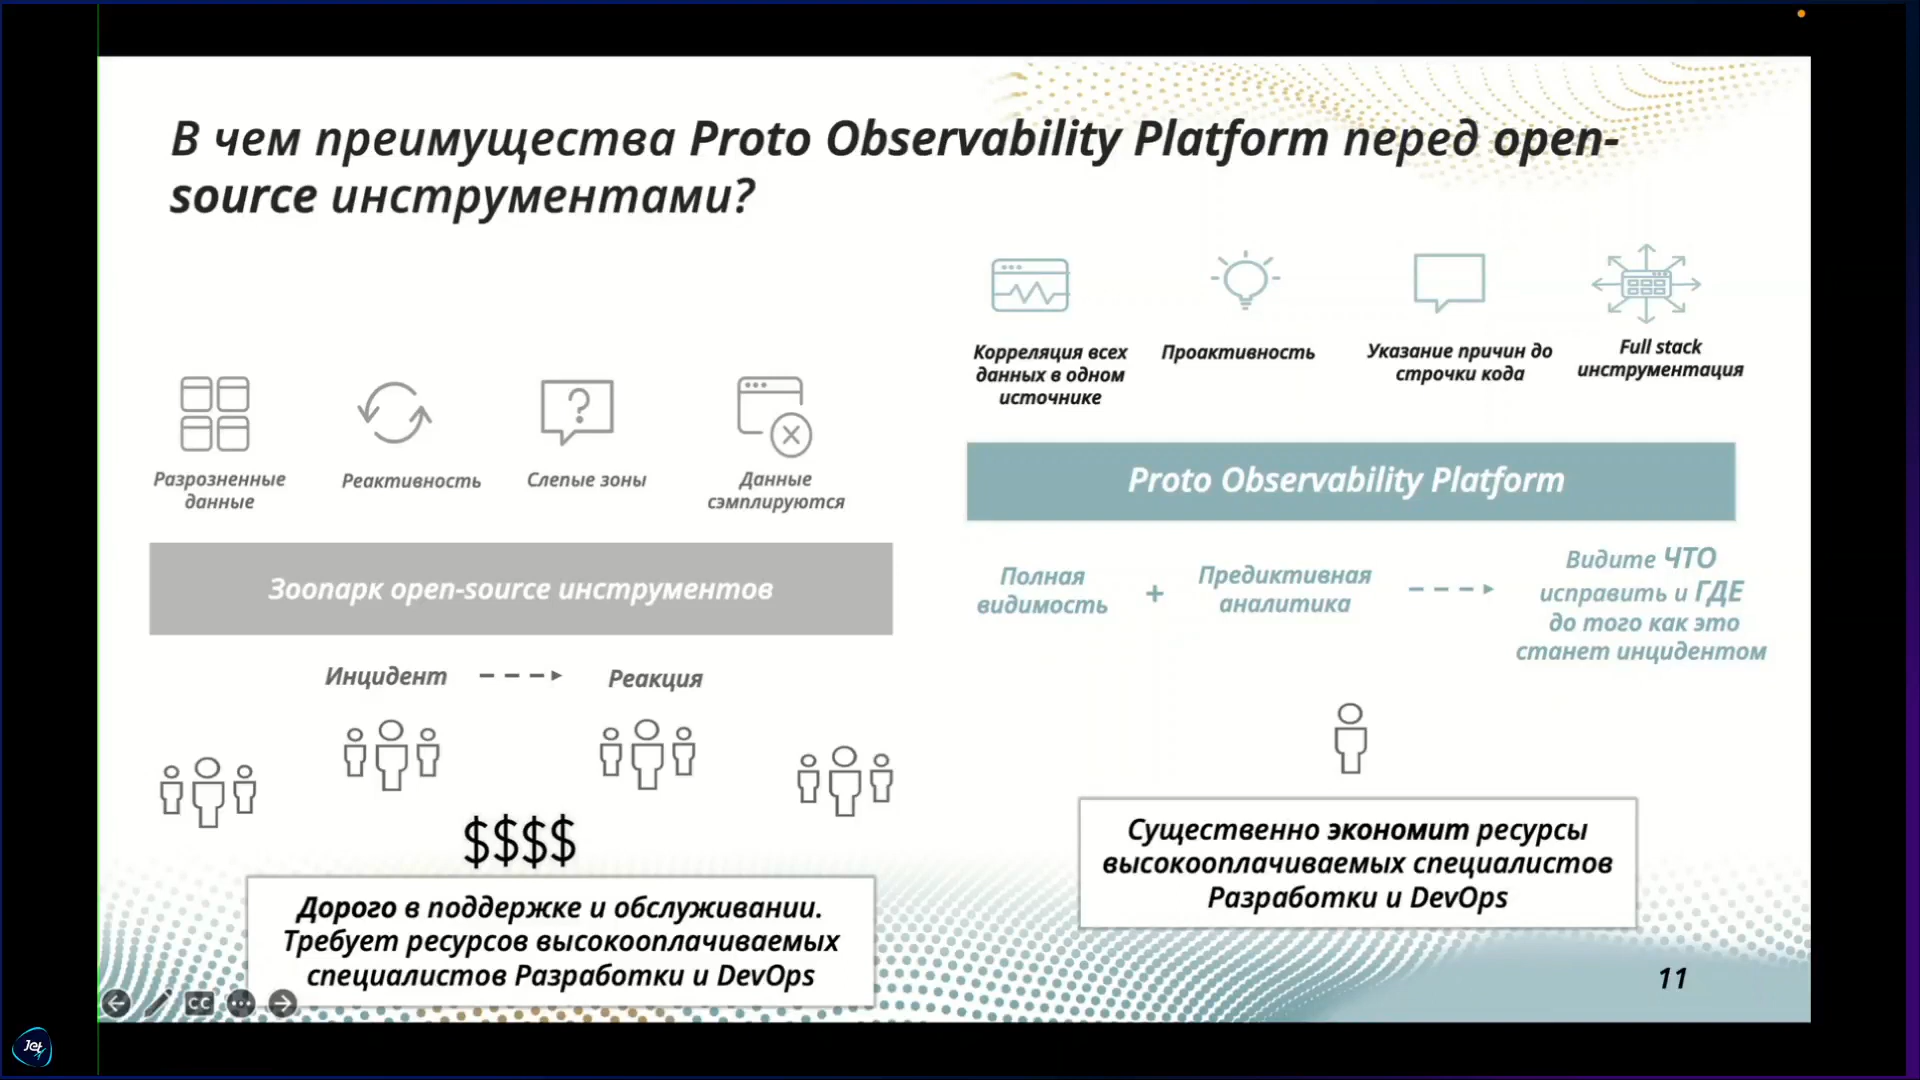 В чем преимущества Proto Observability Platform перед open-
source инструментами?
Разрозненные
данные
Реактивность
Слепые зоны
Данные
сэмплируются
Зоопарк open-source инструментов
Инцидент
Реакция
$$$$
Дорого в поддержке и обслуживании.
Требует ресурсов высокооплачиваемых
специалистов Разработки и DevOps
Корреляция всех
данных в одном
источнике
Проактивность
Указание причин до
строчки кода
Full stack
инструментация
Proto Observability Platform
Полная
видимость
+
Предиктивная
аналитика
Видите ЧТО
исправить и ГДЕ
до того как это
станет инцидентом
Существенно экономит ресурсы
высокооплачиваемых специалистов
Разработки и DevOps
11
CC
Jet